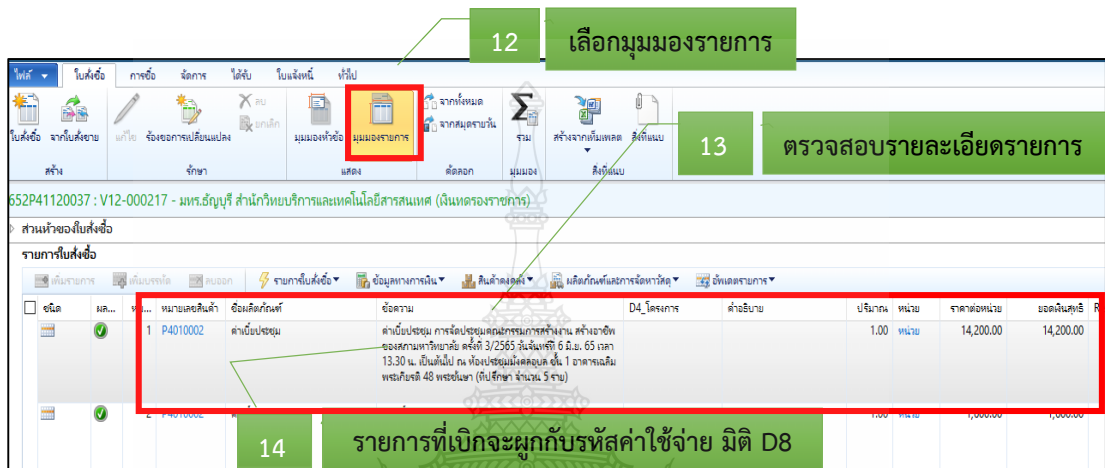 12 เลือกมุมมองรายการ
ไฟล์ ใบสั่งซื้อ การซื้อ จัดการ ได้รับ ใบแจ้งหนี้ ทั่วไป
ลบ จากทั้งหมด
ยกเลิก จากสมุดรายวัน
ใบสั่งซื้อ จากใบสั่งขาย แก้ไข ร้องขอการเปลี่ยนแปลง มุมมองหัวข้อ มุมมองรายการ รวม สร้างจากเท็มเพลต สิ่งที่แนบ
สร้าง รักษา แสดง คัดลอก มุมมอง สิ่งที่แนบ
13 ตรวจสอบรายละเอียดรายการ
652P41120037 : V12-000217 - มทร.ธัญบุรี สำนักวิทยบริการและเทคโนโลยีสารสนเทศ (เงินทดรองราชการ)
ส่วนหัวของใบสั่งซื้อ
รายการใบสั่งซื้อ
เพิ่มรายการ เพิ่มบรรทัด ลบออก รายการใบสั่งซื้อ ข้อมูลทางการเงิน สินค้าคงคลัง ผลิตภัณฑ์และการจัดหาวัสดุ อัพเดตรายการ
ชนิด ผล... หม... หมายเลขสินค้า ชื่อผลิตภัณฑ์ ข้อความ D4_โครงการ คำอธิบาย ปริมาณ หน่วย ราคาต่อหน่วย ยอดเงินสุทธิ R
1 P4010002 ค่าเบี้ยประชุม ค่าเบี้ยประชุม การจัดประชุมคณะกรรมการสร้างงาน สร้างอาชีพ 1.00 หน่วย 14,200.00 14,200.00
ของสภามหาวิทยาลัย ครั้งที่ 3/2565 วันจันทร์ที่ 6 มิ.ย. 65 เวลา
13.30 น. เป็นต้นไป ณ ห้องประชุมมังคลอุบล ชั้น 1 อาคารเฉลิม
พระเกียรติ 48 พระชันษา (ที่ปรึกษา จำนวน 5 ราย)
2 P4010002 1.00 หน่วย
14 รายการที่เบิกจะผูกกับรหัสค่าใช้จ่าย มิติ D8